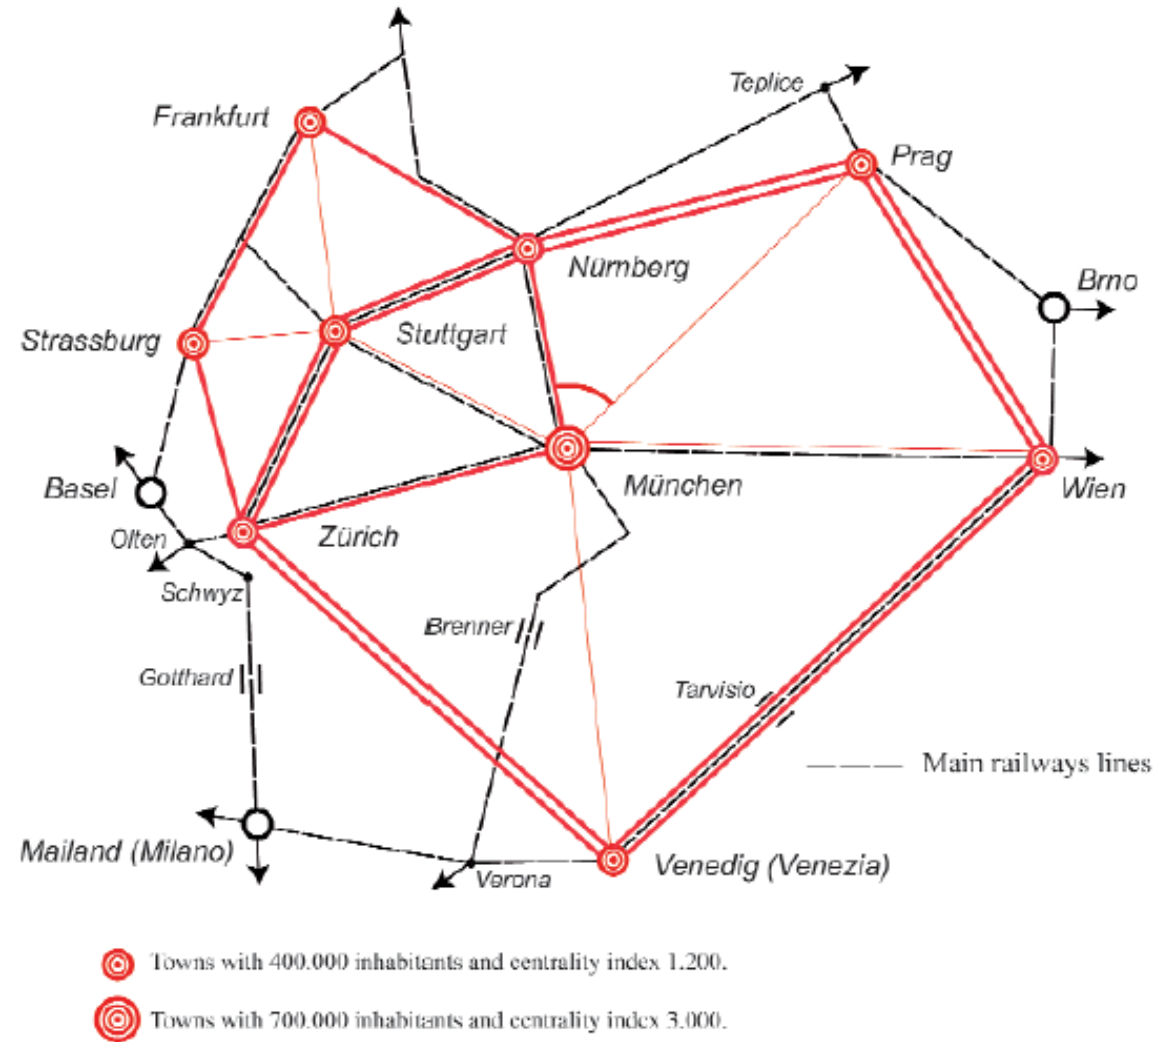 Teplice
Frankfurt
Prag
Nürnberg
Brno
Strassburg
Stuttgart
Basel
München
Wien
Olten
Zürich
Schwyz
Brenner
Gotthard
Tarvisio
Main railways lines
Mailand (Milano)
Verona
Venedig (Venezia)
Towns with 400.000 inhabitants and centrality index 1.200.
Towns with 700.000 inhabitants and centrality index 3.000.